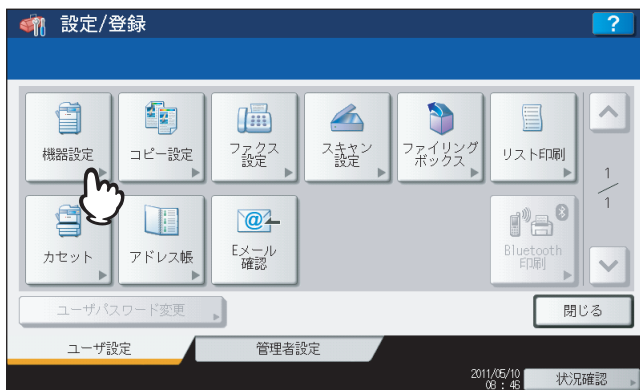 設定/登録
?
機器設定
コピー設定
ファクス
設定
スキャン
設定
ファイリング
ボックス
リスト印刷
1
1
カセット
アドレス帳
@
Eメール
確認
Bluetooth
印刷
ユーザパスワード変更
閉じる
ユーザ設定
管理者設定
2011/05/10
08 : 46
状況確認